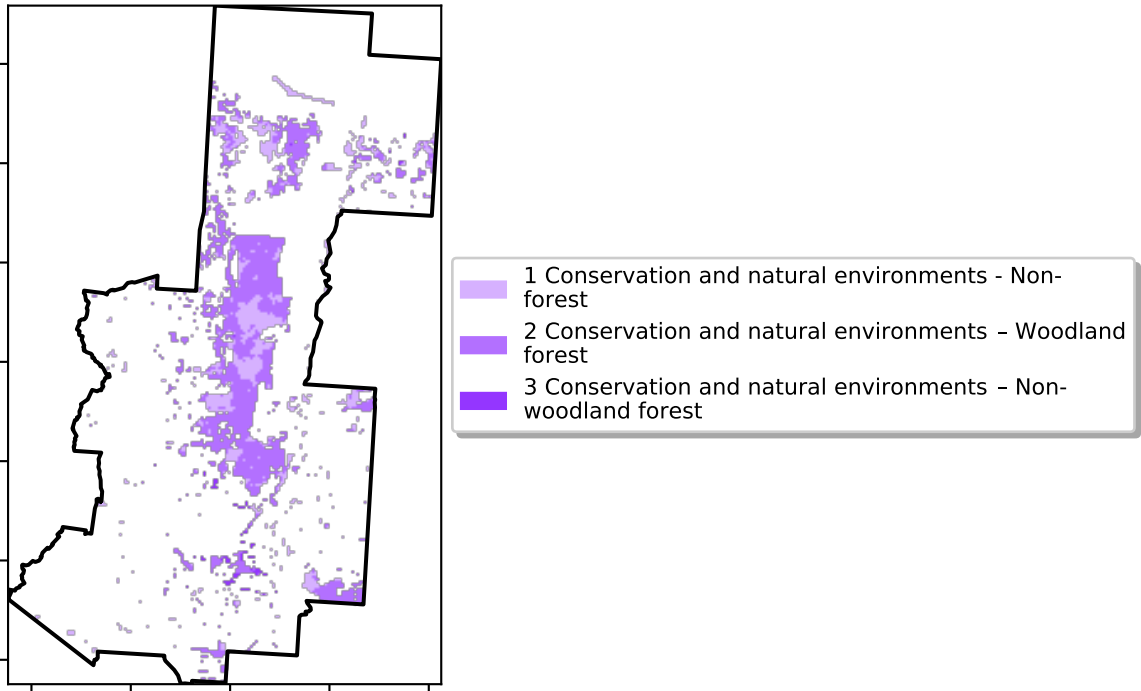 1 Conservation and natural environments - Non-
forest
2 Conservation and natural environments – Woodland
forest
3 Conservation and natural environments – Non-
woodland forest